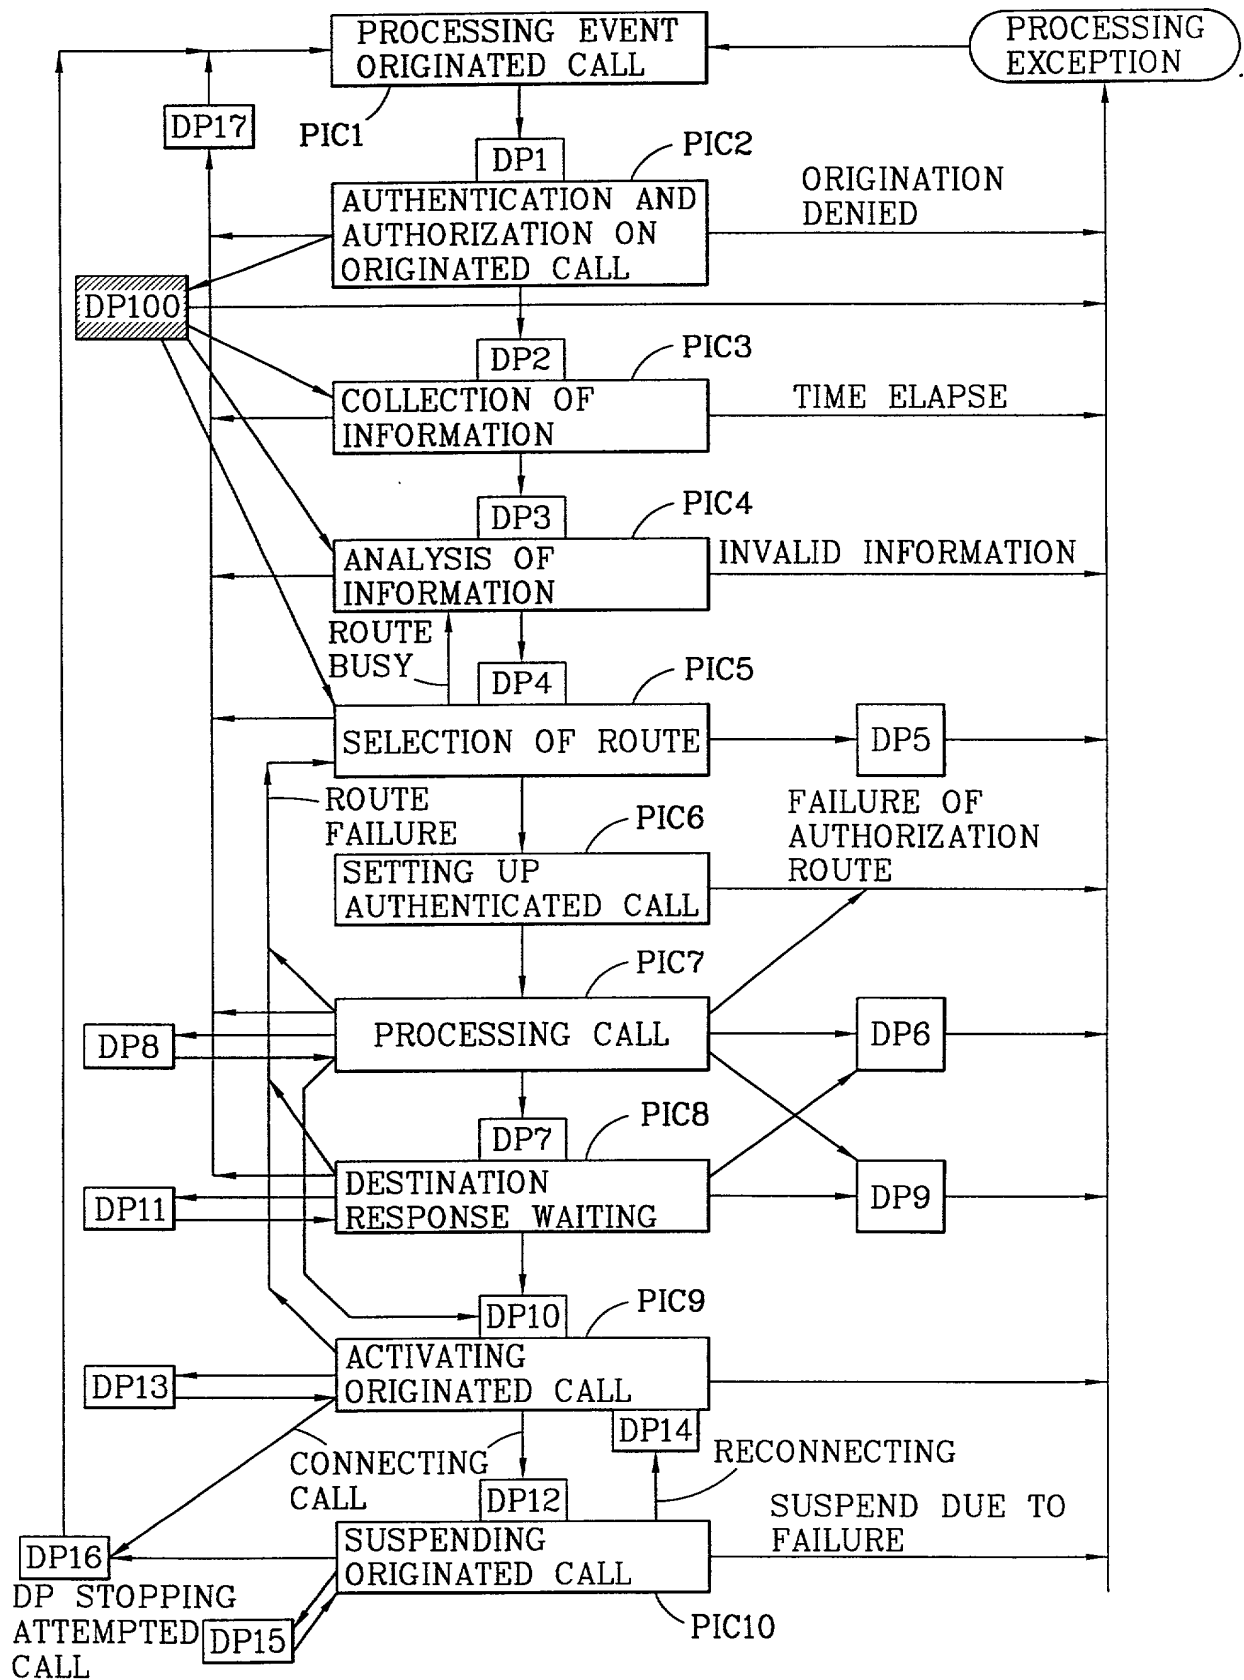 PROCESSING EVENT
ORIGINATED CALL
PROCESSING
EXCEPTION
DP17
PIC1
DP1
PIC2
AUTHENTICATION AND
AUTHORIZATION ON
ORIGINATED CALL
ORIGINATION
DENIED
DP100
DP2
PIC3
COLLECTION OF
INFORMATION
TIME ELAPSE
DP3
PIC4
ANALYSIS OF
INFORMATION
INVALID INFORMATION
ROUTE
BUSY
DP4
PIC5
SELECTION OF ROUTE
DP5
ROUTE
FAILURE
PIC6
FAILURE OF
AUTHORIZATION
ROUTE
SETTING UP
AUTHENTICATED CALL
PIC7
PROCESSING CALL
DP8
DP6
DP7
PIC8
DESTINATION
RESPONSE WAITING
DP11
DP9
DP10
PIC9
ACTIVATING
ORIGINATED CALL
DP13
DP14
CONNECTING
CALL
RECONNECTING
DP12
SUSPENDING
ORIGINATED CALL
SUSPEND DUE TO
FAILURE
DP16
DP STOPPING
ATTEMPTED
CALL
DP15
PIC10